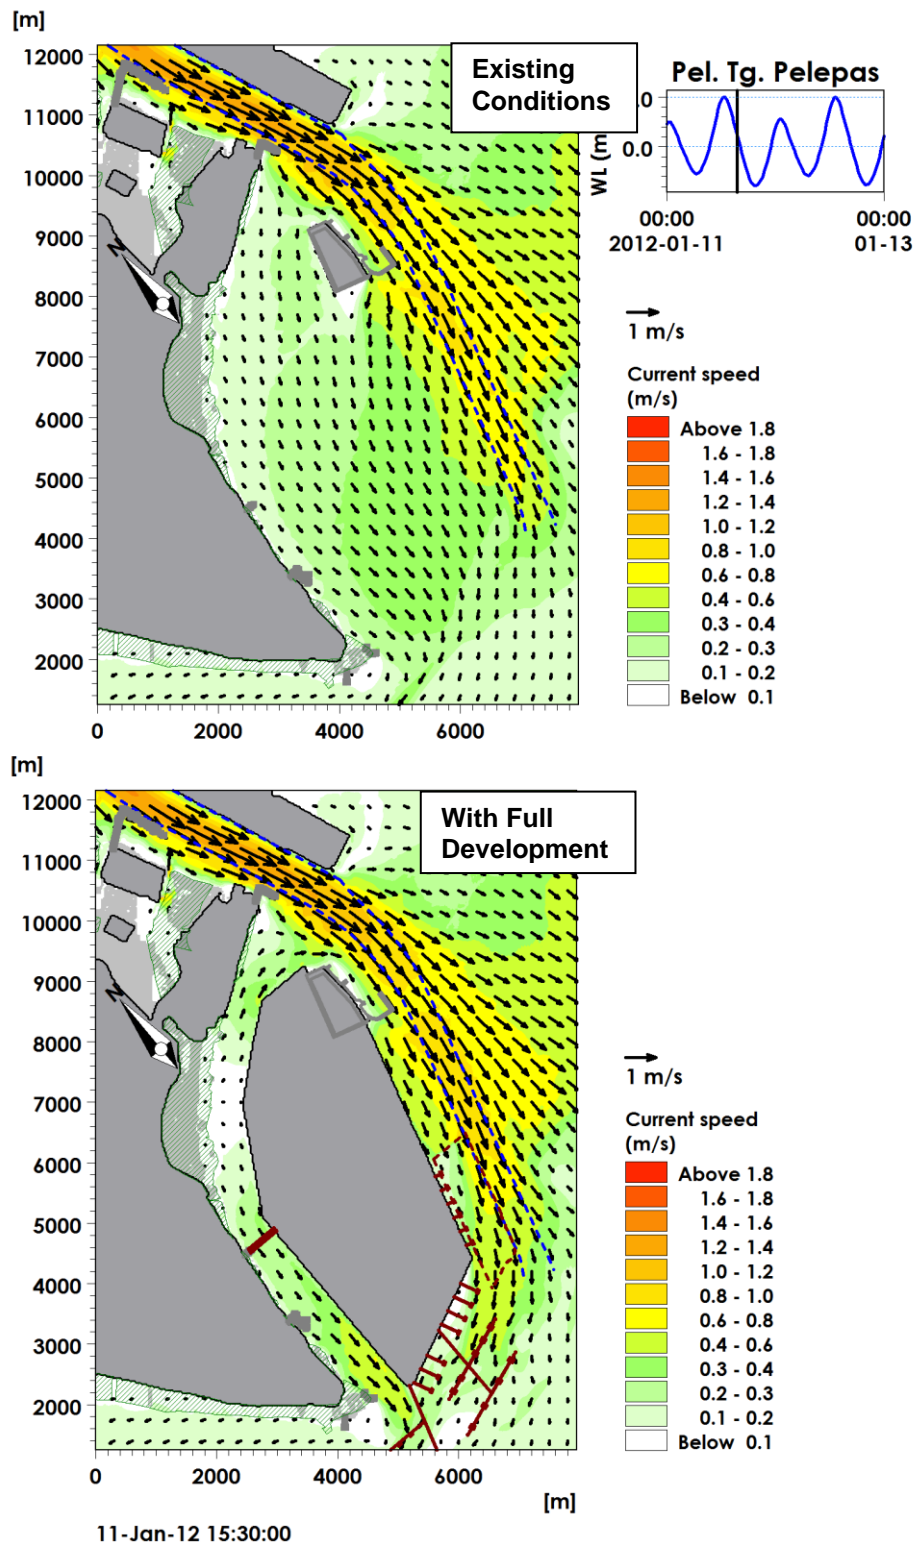 [m]
12000
11000
10000
9000
8000
7000
6000
5000
4000
3000
2000
0
2000
4000
6000
N
Existing
Conditions
Pel. Tg. Pelepas
.0
0.0
WL (m
00:00
00:00
2012-01-11
01-13
1 m/s
Current speed
(m/s)
Above 1.8
1.6 - 1.8
1.4 - 1.6
1.2 - 1.4
1.0 - 1.2
0.8 - 1.0
0.6 - 0.8
0.4 - 0.6
0.3 - 0.4
0.2 - 0.3
0.1 - 0.2
Below 0.1
[m]
12000
11000
10000
9000
8000
7000
6000
5000
4000
3000
2000
0
2000
4000
6000
[m]
N
With Full
Development
1 m/s
Current speed
(m/s)
Above 1.8
1.6 - 1.8
1.4 - 1.6
1.2 - 1.4
1.0 - 1.2
0.8 - 1.0
0.6 - 0.8
0.4 - 0.6
0.3 - 0.4
0.2 - 0.3
0.1 - 0.2
Below 0.1
11-Jan-12 15:30:00